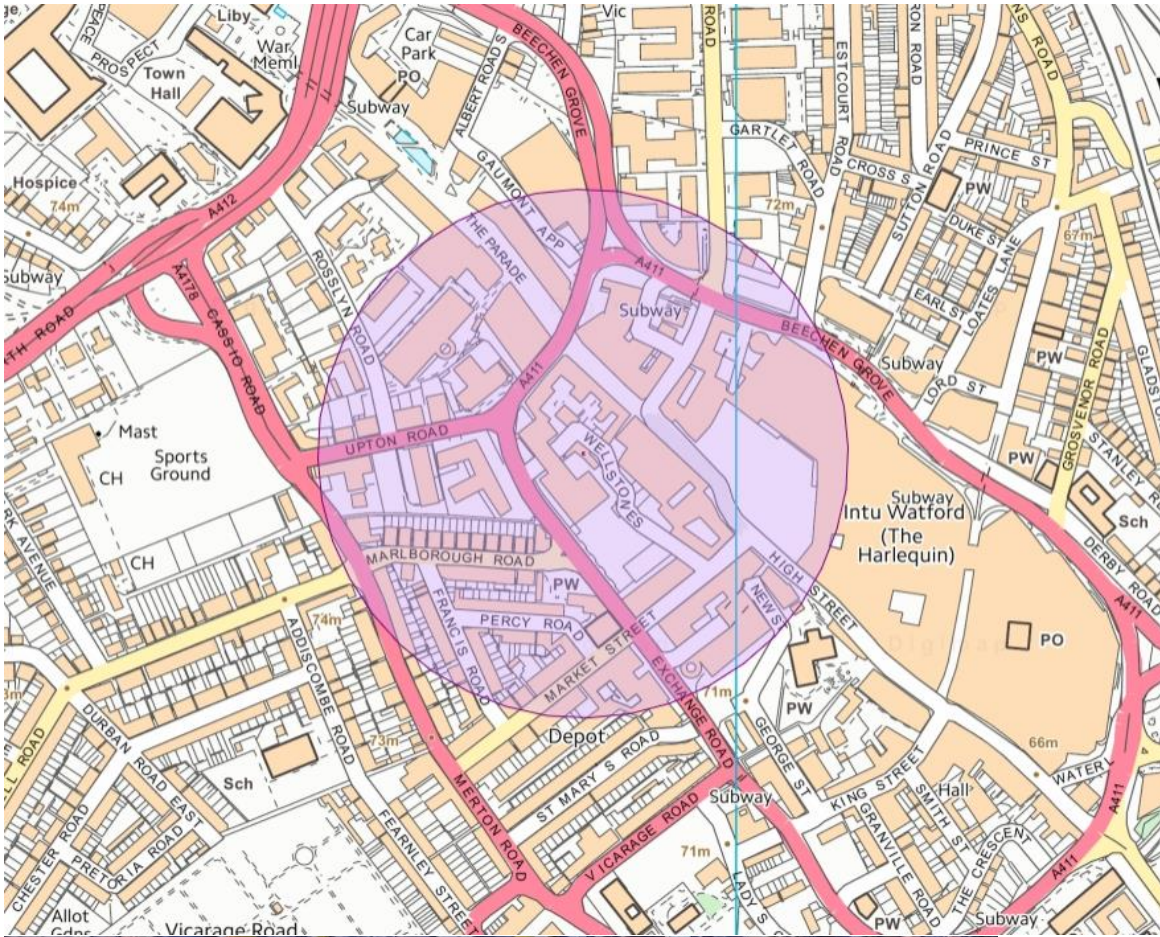 Liby
War
Meml
Vic
ROAD
PEACE
PROSPECT
Town
Hall
Car
Park
PO
ALBERT ROAD S
BEECHEN GROVE
Subway
ESTCOURT ROAD
GARTLET ROAD
CROSS S
SUTTON ROAD
PRINCE ST
PW
DUKE ST
67m
Hospice
74m
A412
GAUMONT APP
THE PARADE
72m
Subway
A4178
CASSIO ROAD
ROSSLYN ROAD
A411
Subway
EARL ST
LOATES LANE
BEECHEN GROVE
Subway
PW
LORD ST
GROSVENOR ROAD
GLADS
A411
UPTON ROAD
WELLSTONES
Mast
CH
Sports
Ground
PW
STANLEY RO
Sch
Subway
Intu Watford
(The
Harlequin)
DERBY ROAD
CH
AVENUE
MARLBOROUGH ROAD
PW
HIGH STREET
NEW ST
A411
74m
FRANCIS ROAD
PERCY ROAD
MARKET STREET
EXCHANGE ROAD
PO
ADDISCOMBE ROAD
71m
PW
DURBAN ROAD EAST
73m
Depot
GEORGE ST
66m
WATER L
Sch
ST MARY S ROAD
MERTON ROAD
Subway
KING STREET
Hall
SMITH ST
A411
CHESTER ROAD
PRETORIA ROAD
FEARNLEY STREET
VICARAGE ROAD
71m
GRANVILLE ROAD
THE CRESCENT
A411
LADY S
Allot
Gdns
Vicarage Road
PW
Subway